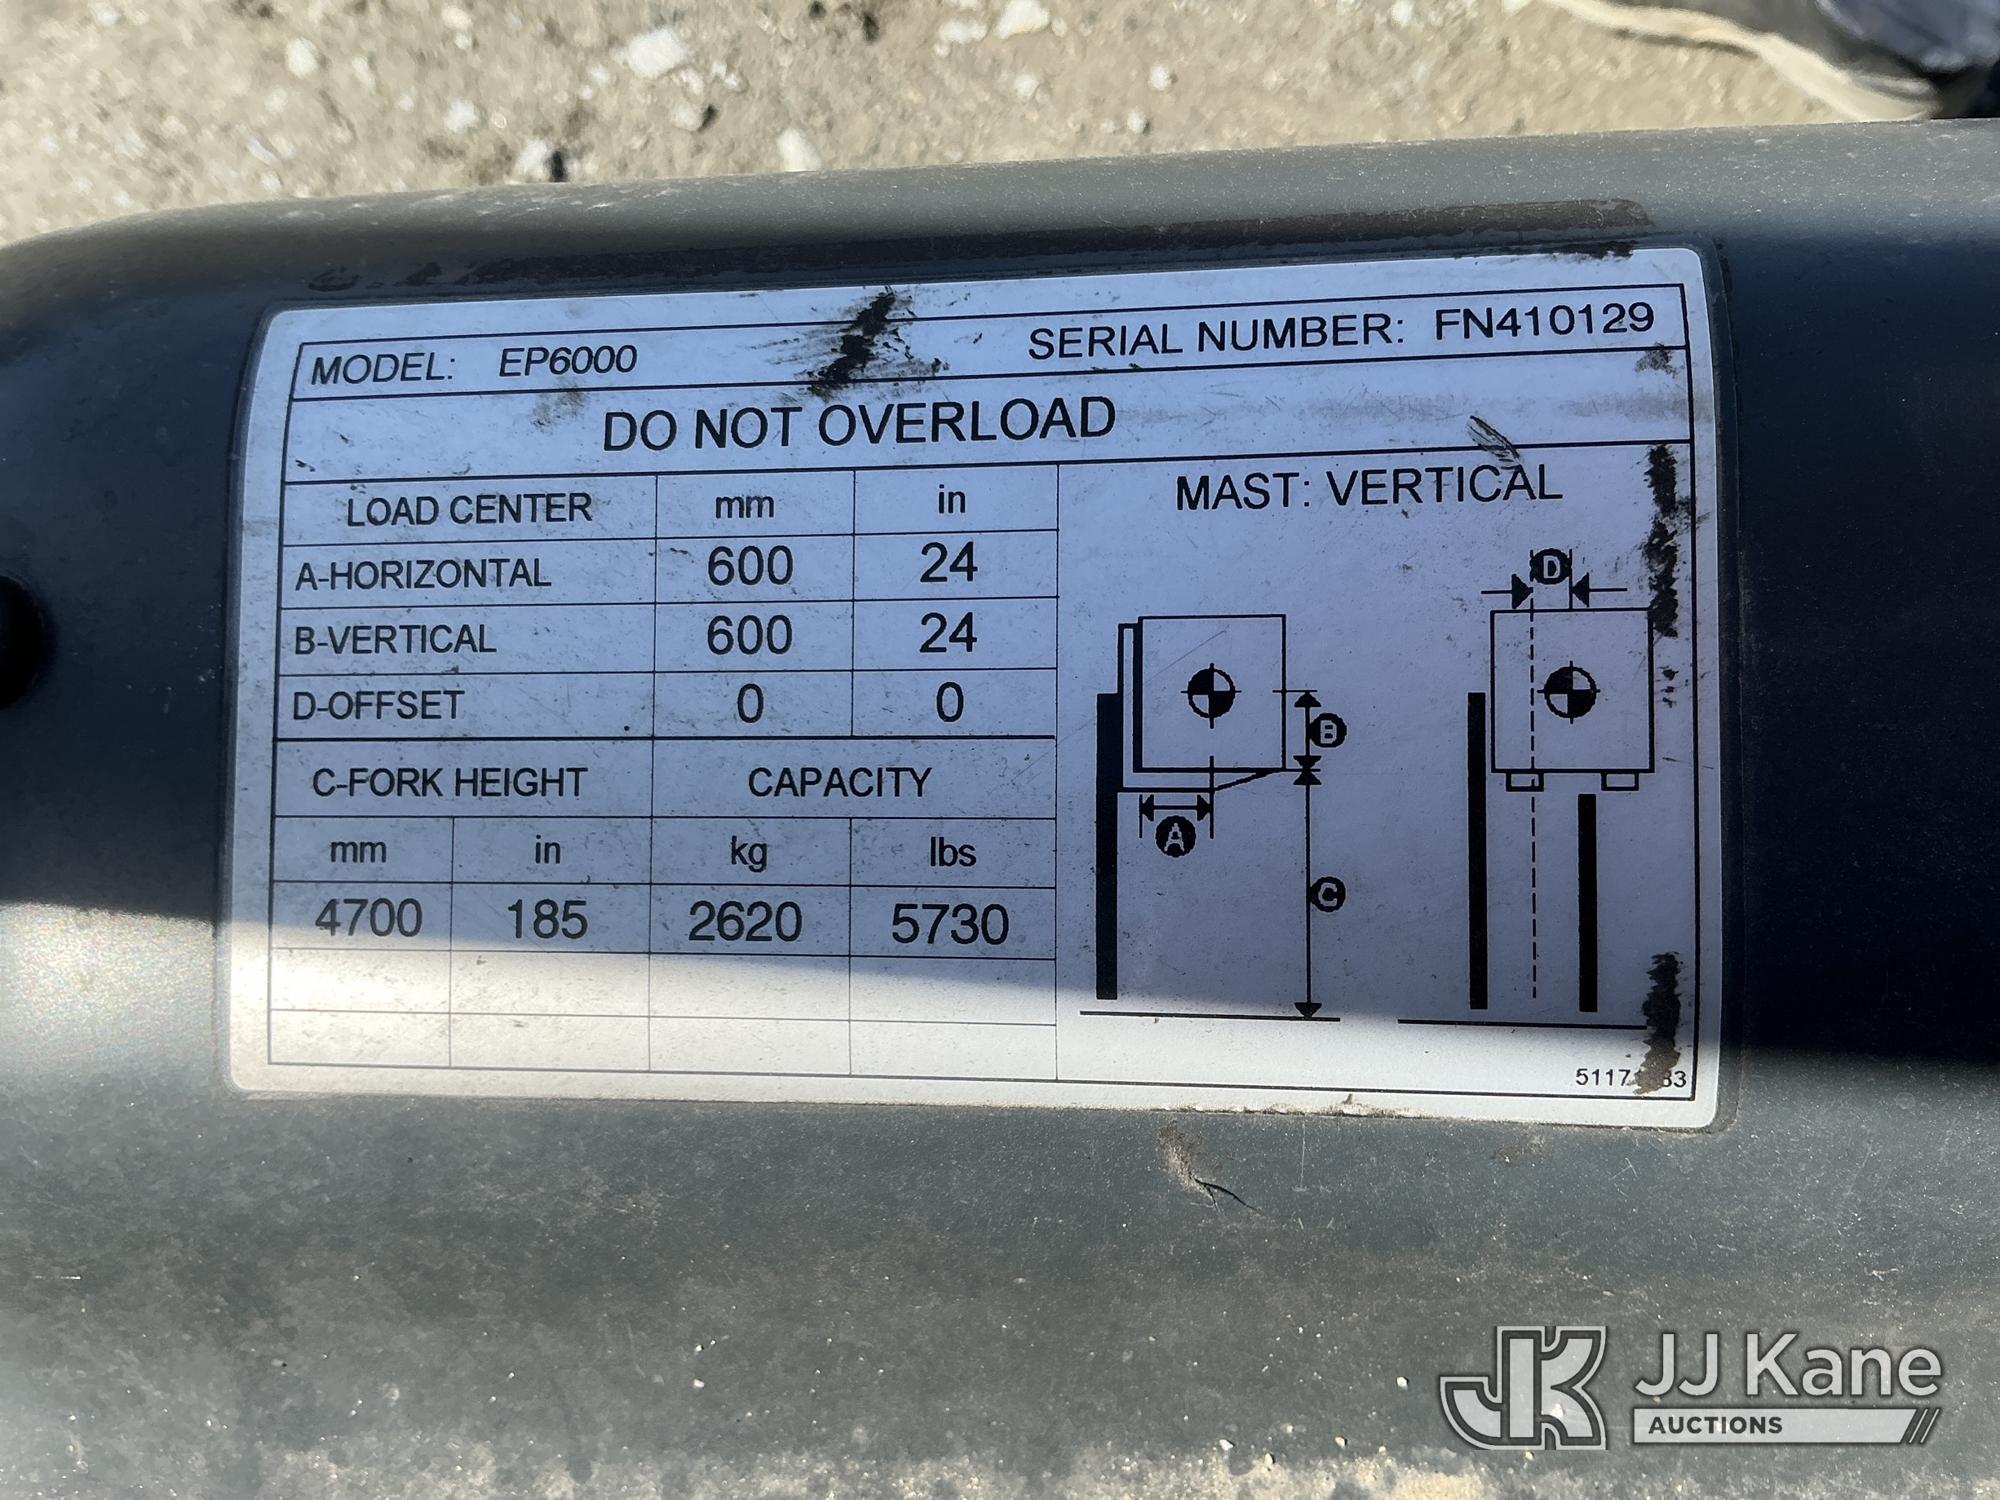 MODEL: EP6000 SERIAL NUMBER: FN410129
DO NOT OVERLOAD
LOAD CENTER mm in
A-HORIZONTAL 600 24
B-VERTICAL 600 24
D-OFFSET 0 0
C-FORK HEIGHT CAPACITY
mm in kg lbs
4700 185 2620 5730
MAST: VERTICAL
D
B
A
C
JK JJ Kane
AUCTIONS